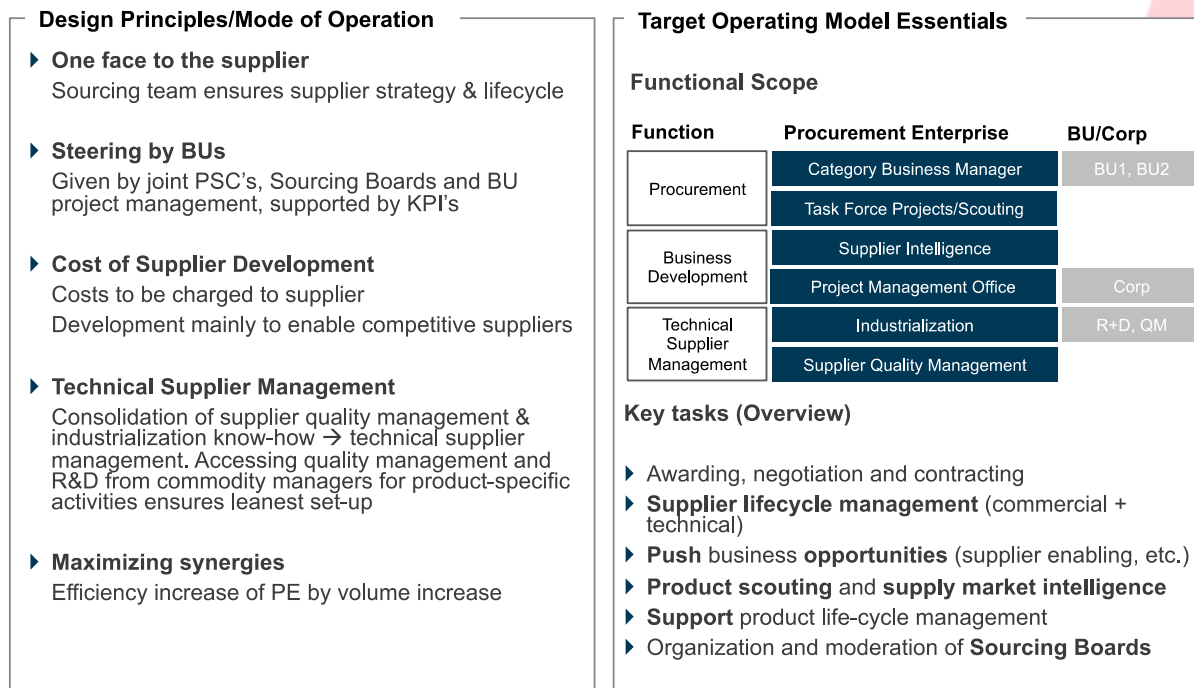 Design Principles/Mode of Operation
One face to the supplier
Sourcing team ensures supplier strategy & lifecycle
Steering by BUs
Given by joint PSC's, Sourcing Boards and BU
project management, supported by KPI's
Cost of Supplier Development
Costs to be charged to supplier
Development mainly to enable competitive suppliers
Technical Supplier Management
Consolidation of supplier quality management &
industrialization know-how → technical supplier
management. Accessing quality management and
R&D from commodity managers for product-specific
activities ensures leanest set-up
Maximizing synergies
Efficiency increase of PE by volume increase
Target Operating Model Essentials
Functional Scope
Function Procurement Enterprise BU/Corp
Procurement
Category Business Manager BU1, BU2
Task Force Projects/Scouting
Business
Development
Supplier Intelligence
Project Management Office Corp
Technical
Supplier
Management
Industrialization R+D, QM
Supplier Quality Management
Key tasks (Overview)
Awarding, negotiation and contracting
Supplier lifecycle management (commercial +
technical)
Push business opportunities (supplier enabling, etc.)
Product scouting and supply market intelligence
Support product life-cycle management
Organization and moderation of Sourcing Boards